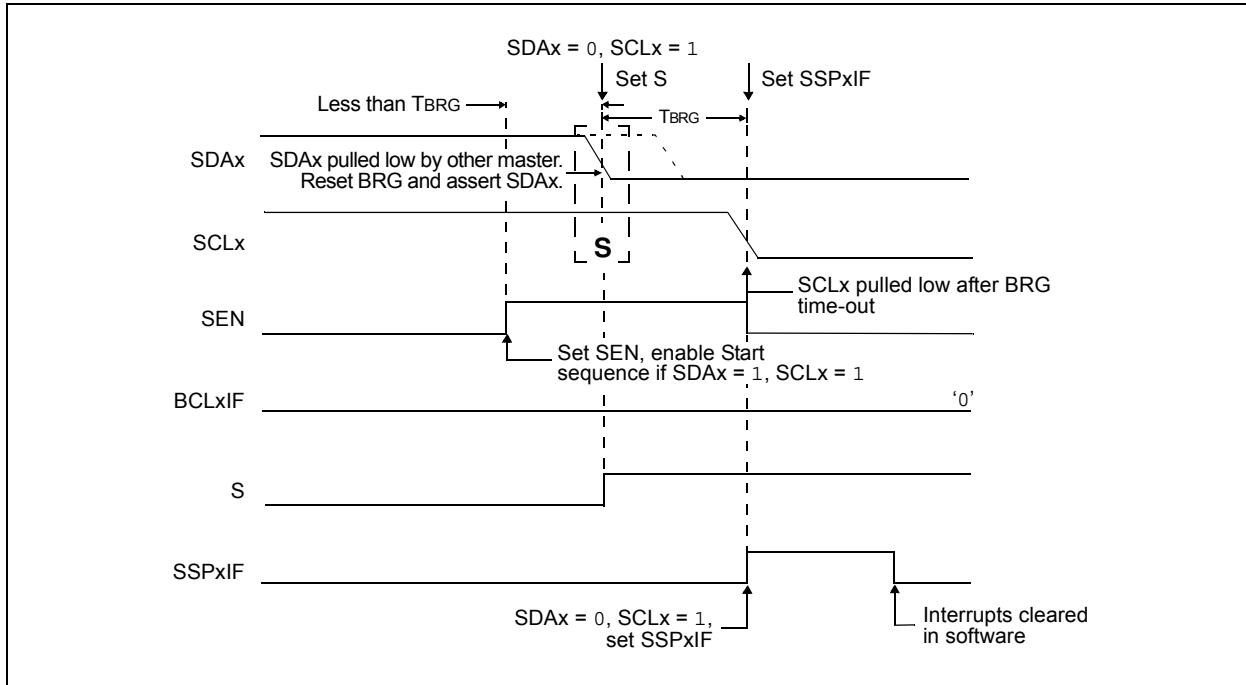 SDAx = 0, SCLx = 1
Set S
Set SSPxIF
Less than TBRG
TBRG
SDAx
SDAx pulled low by other master.
Reset BRG and assert SDAx.
SCLx
S
SCLx pulled low after BRG
time-out
SEN
Set SEN, enable Start
sequence if SDAx = 1, SCLx = 1
BCLxIF
‘0’
S
SSPxIF
SDAx = 0, SCLx = 1,
set SSPxIF
Interrupts cleared
in software